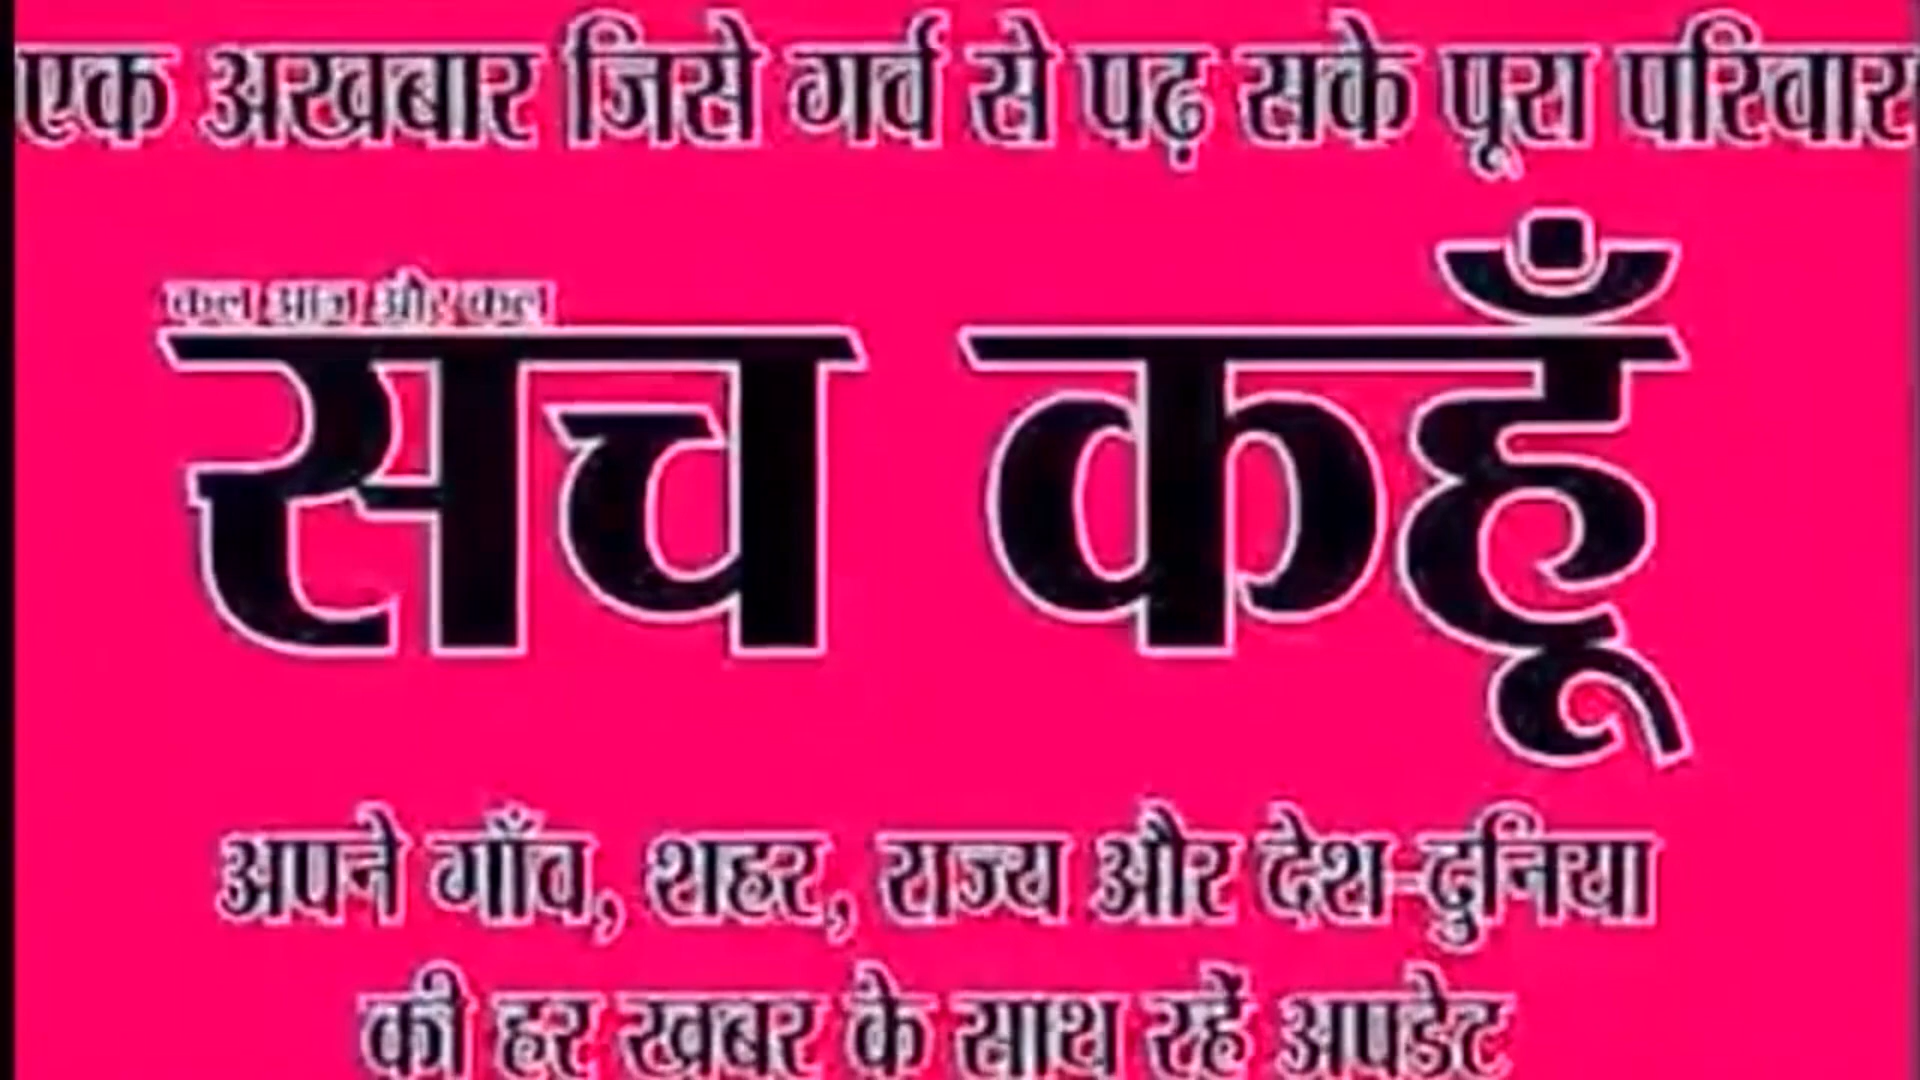 एक अखबार जिसे गर्व से पढ़ सके पूरा परिवार
कल आज और कल
सच कहूँ
अपने गाँव, शहर, राज्य और देश-दुनिया
की हर खबर के साथ रहें अपडेट